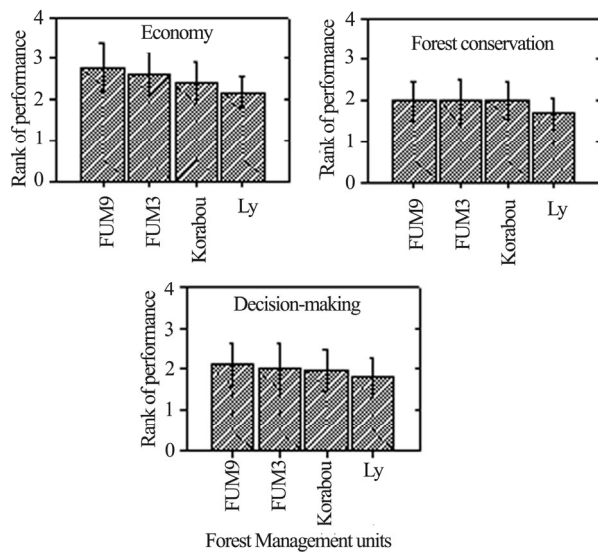 Economy
Rank of performance
4
3
2
1
0
FUM9
FUM3
Korabou
Ly
Forest conservation
Rank of performance
4
3
2
1
0
FUM9
FUM3
Korabou
Ly
Decision-making
Rank of performance
4
3
2
1
0
FUM9
FUM3
Korabou
Ly
Forest Management units